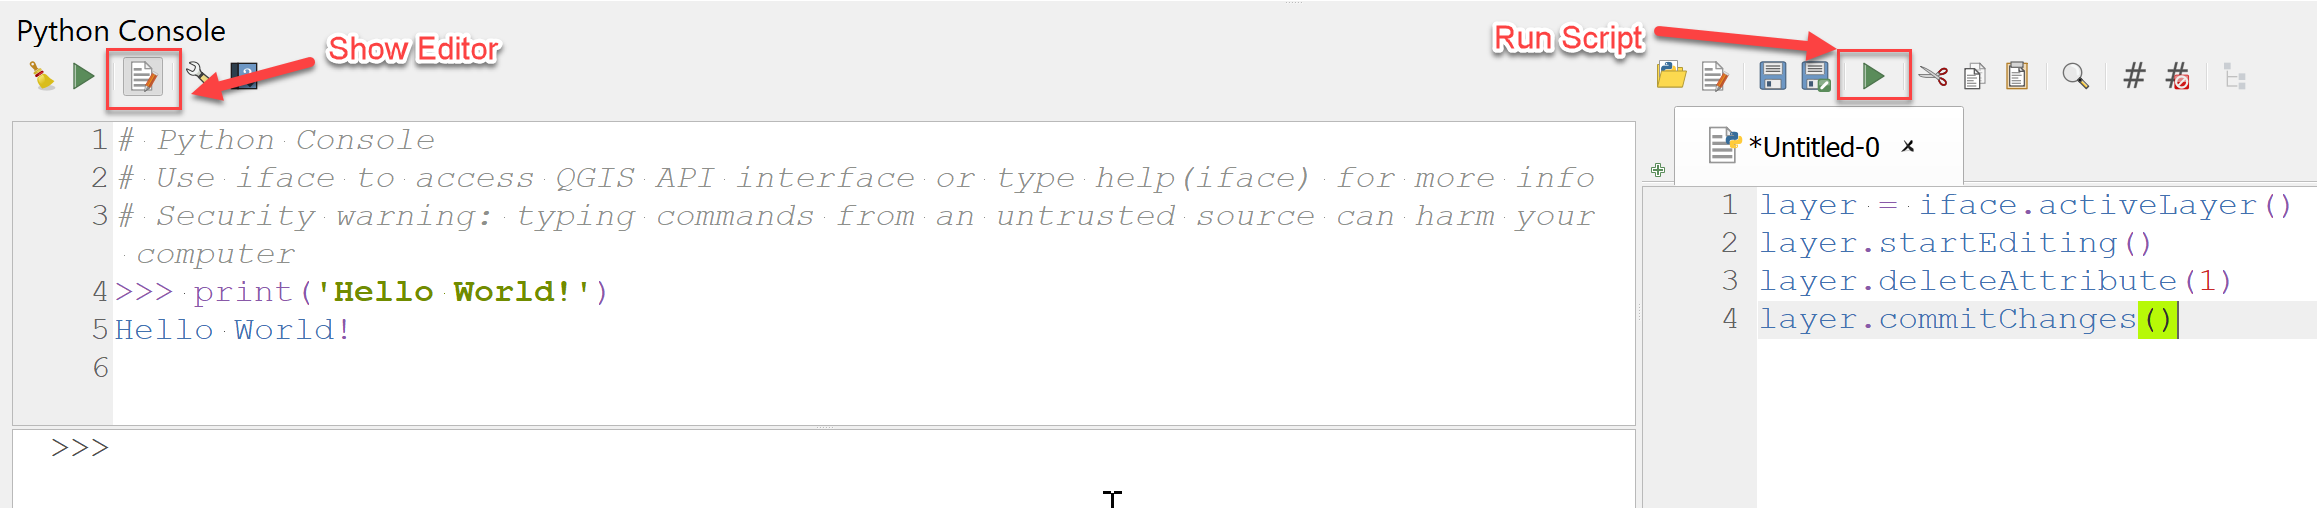 Python Console
Show Editor
Run Script
1 # Python Console
2 # Use iface to access QGIS API interface or type help(iface) for more info
3 # Security warning: typing commands from an untrusted source can harm your
computer
4 >>> print('Hello World!')
5 Hello World!
6
>>>
*Untitled-0
1 layer = iface.activeLayer()
2 layer.startEditing()
3 layer.deleteAttribute(1)
4 layer.commitChanges()